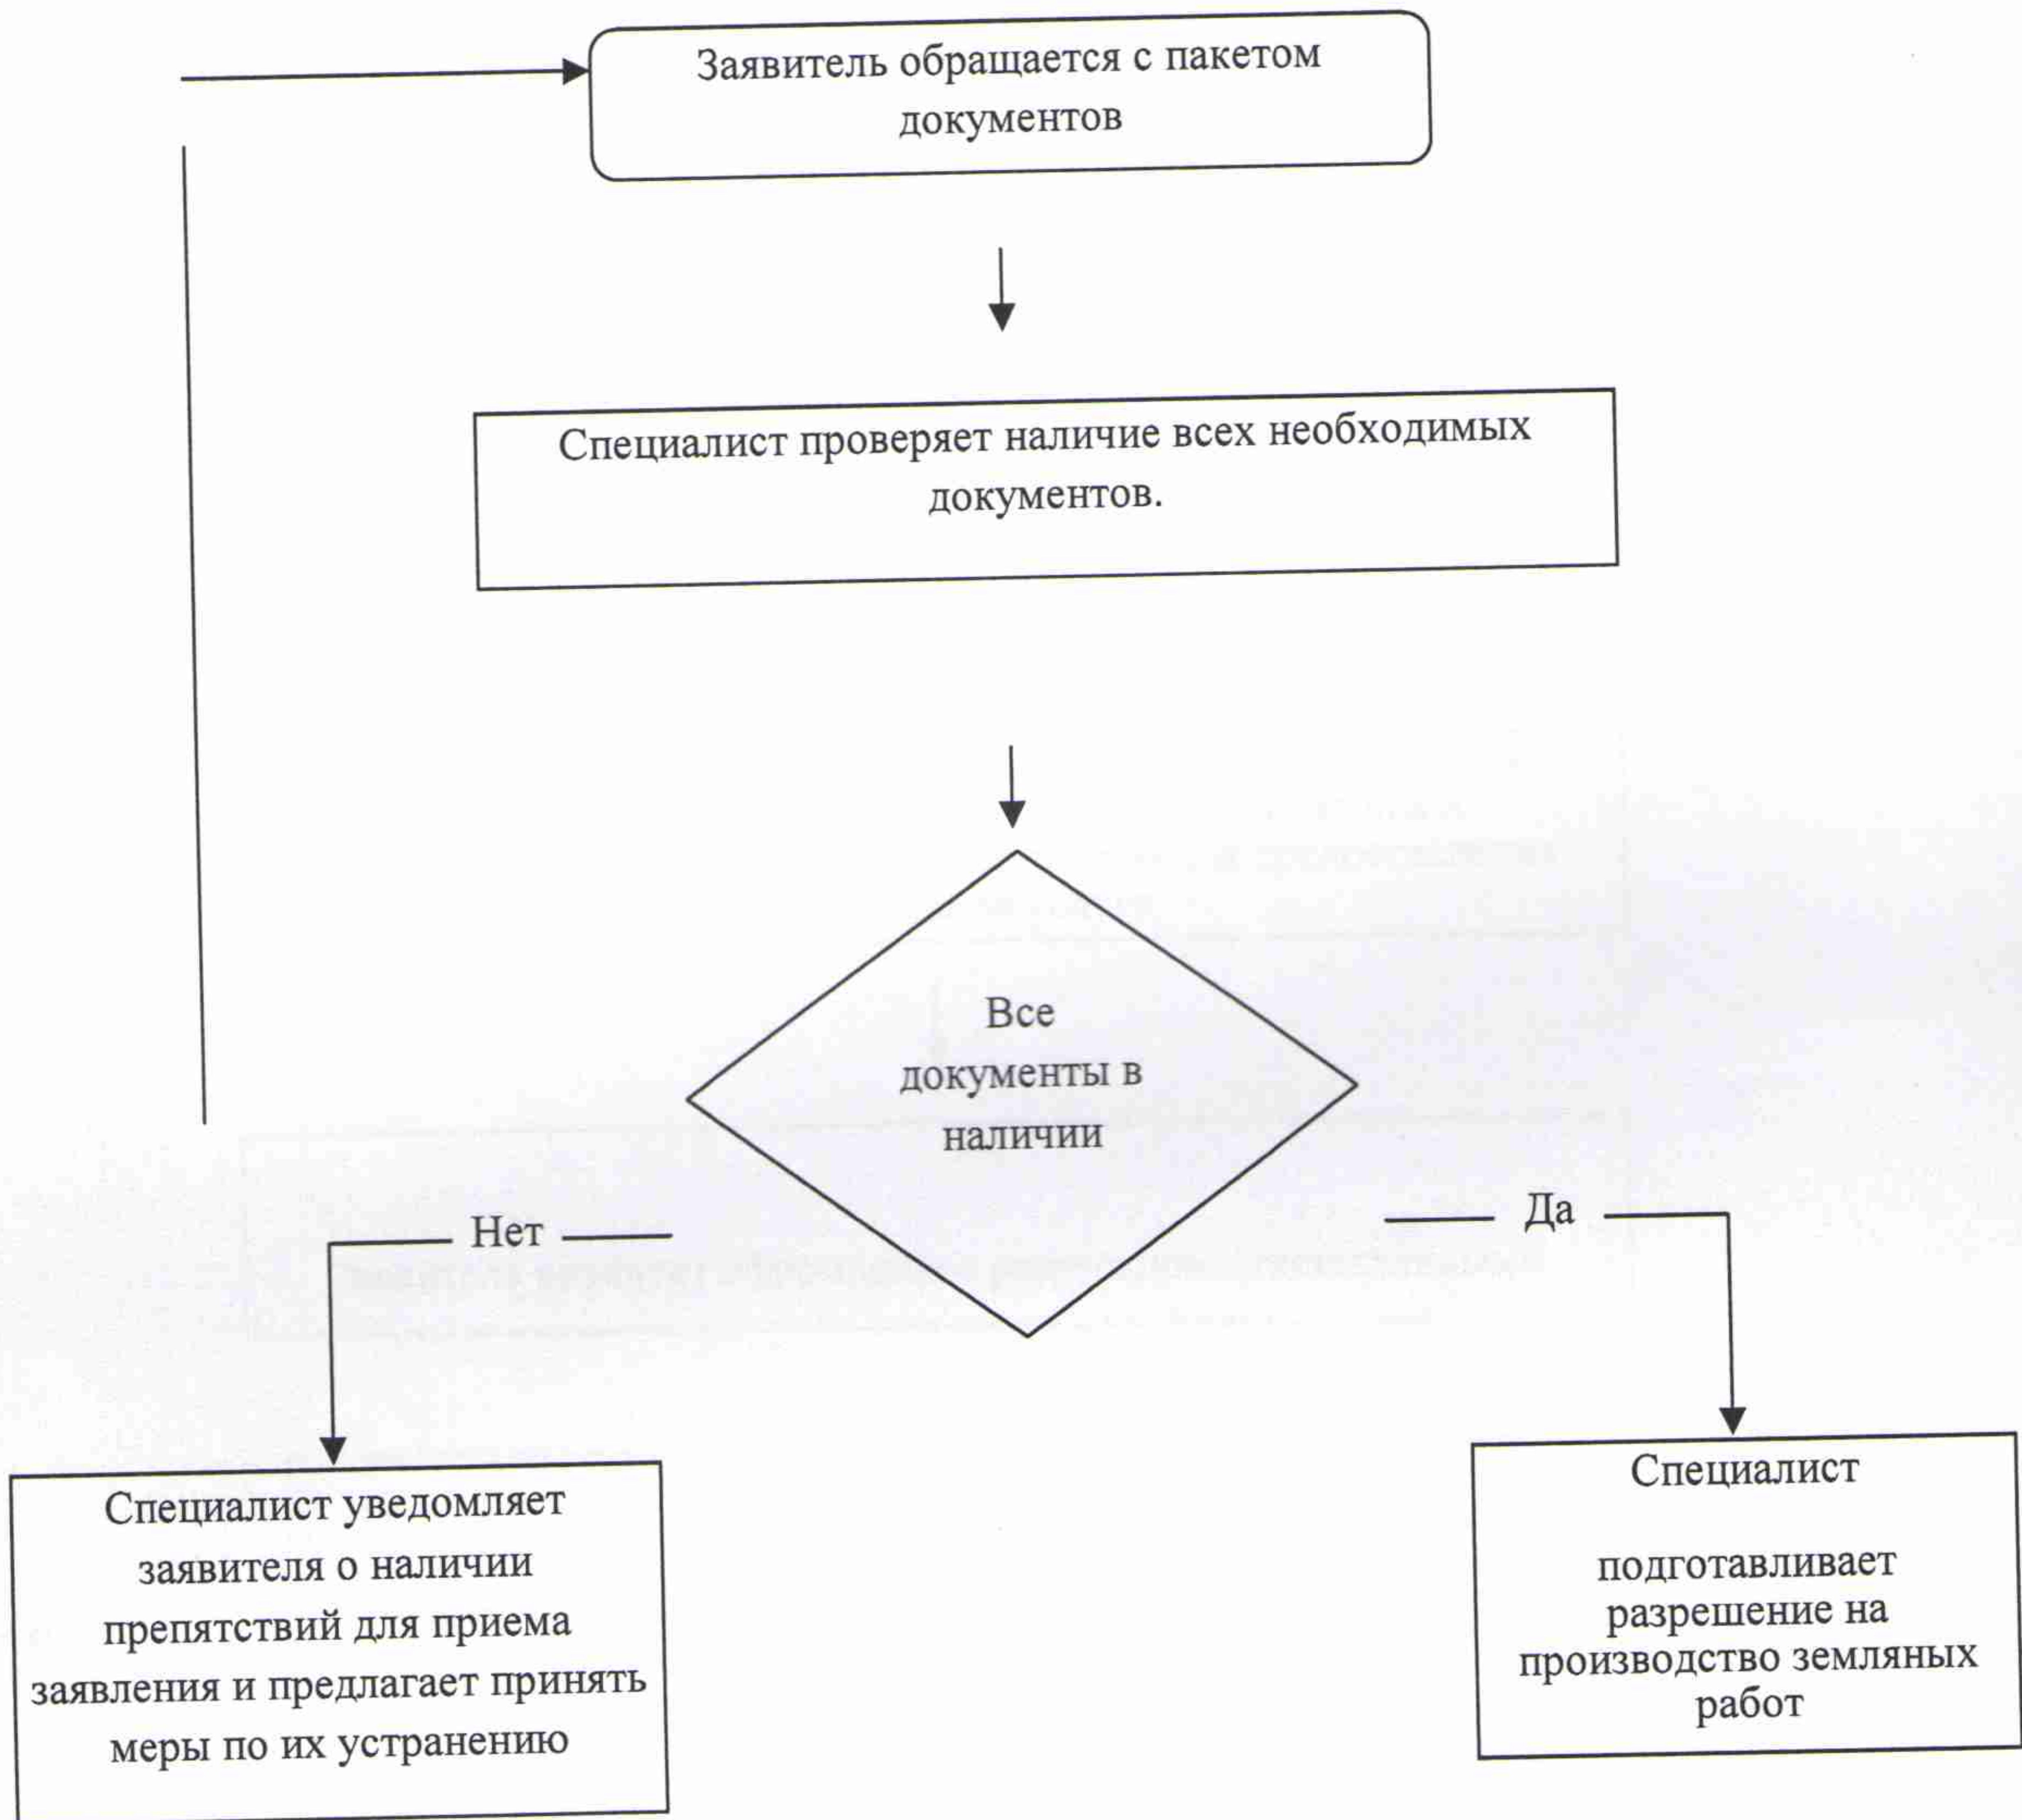 Заявитель обращается с пакетом
документов
Специалист проверяет наличие всех необходимых
документов.
Все
документы в
наличии
Нет
Да
Специалист уведомляет
заявителя о наличии
препятствий для приема
заявления и предлагает принять
меры по их устранению
Специалист
подготавливает
разрешение на
производство земляных
работ